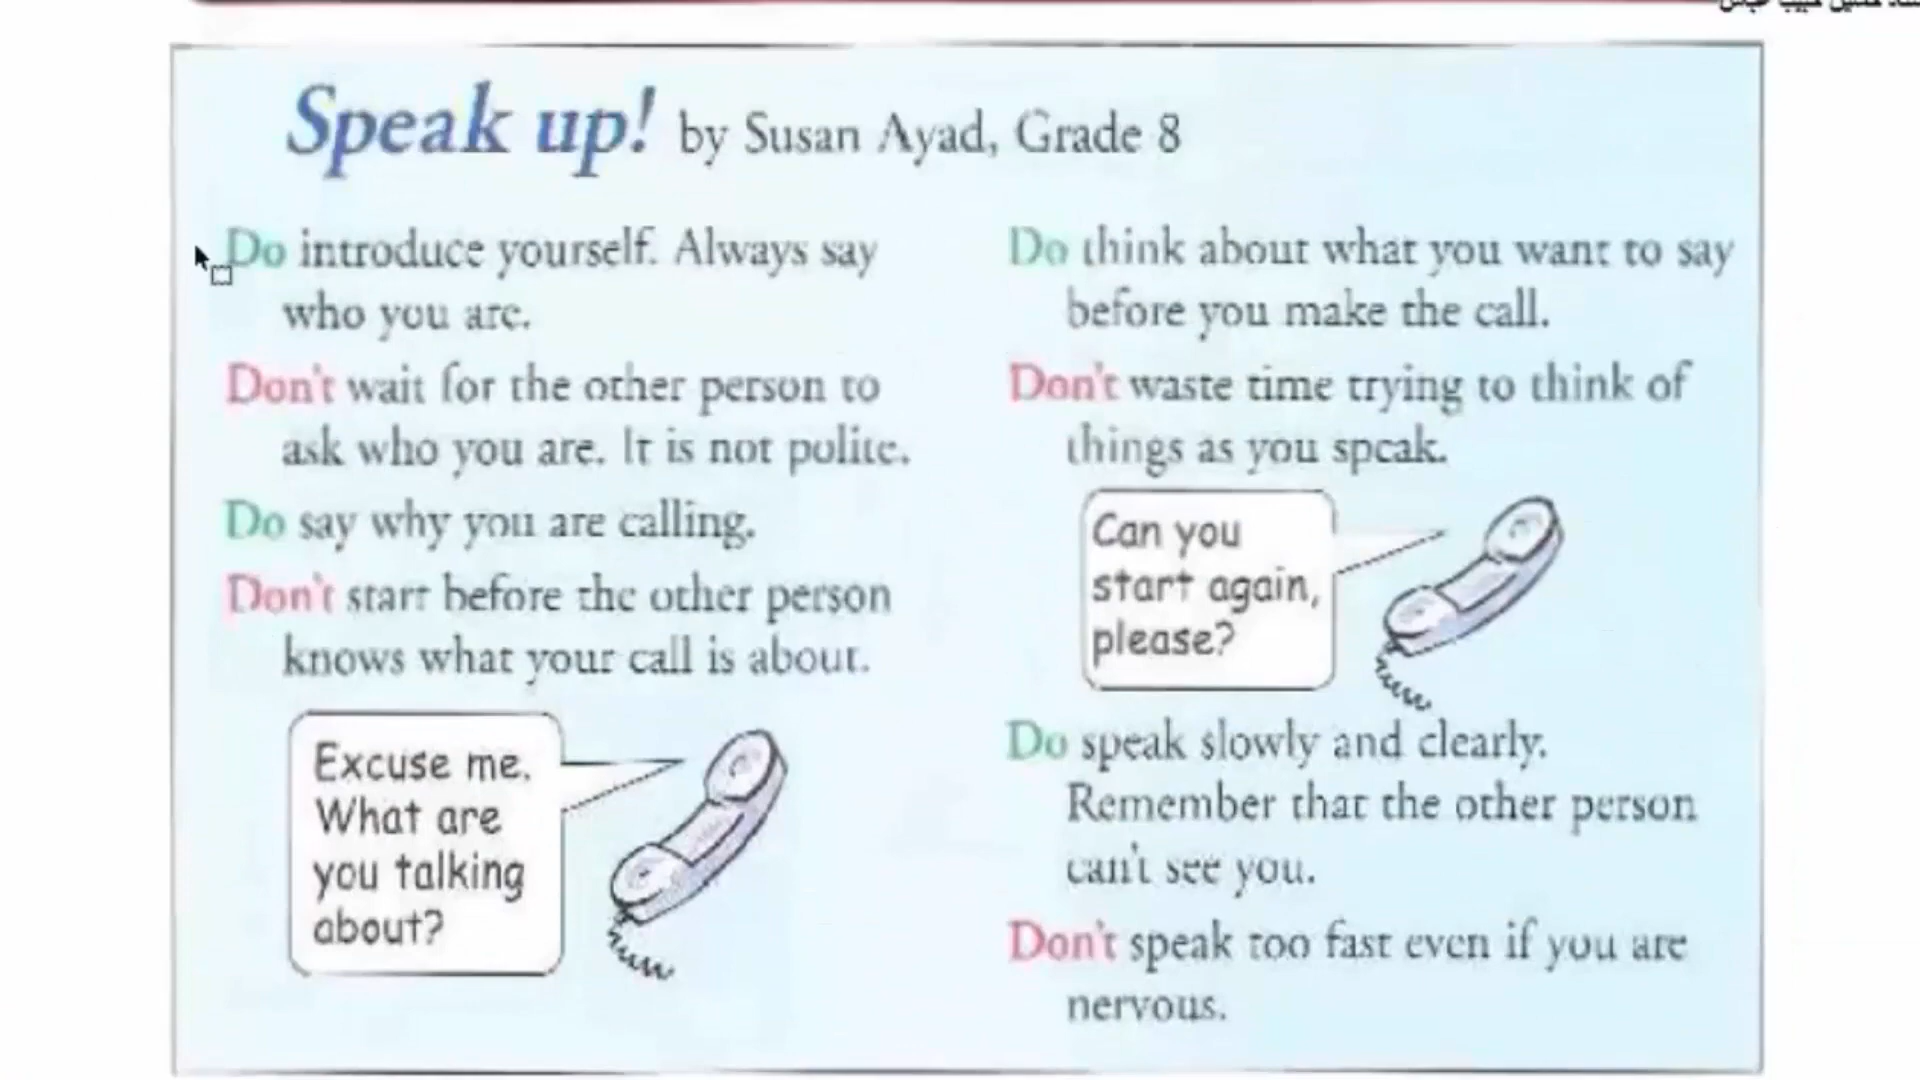 Speak up! by Susan Ayad, Grade 8
Do introduce yourself. Always say
who you are.
Don't wait for the other person to
ask who you are. It is not polite.
Do say why you are calling.
Don't start before the other person
knows what your call is about.
Excuse me.
What are
you talking
about?
Do think about what you want to say
before you make the call.
Don't waste time trying to think of
things as you speak.
Can you
start again,
please?
Do speak slowly and clearly.
Remember that the other person
can't see you.
Don't speak too fast even if you are
nervous.